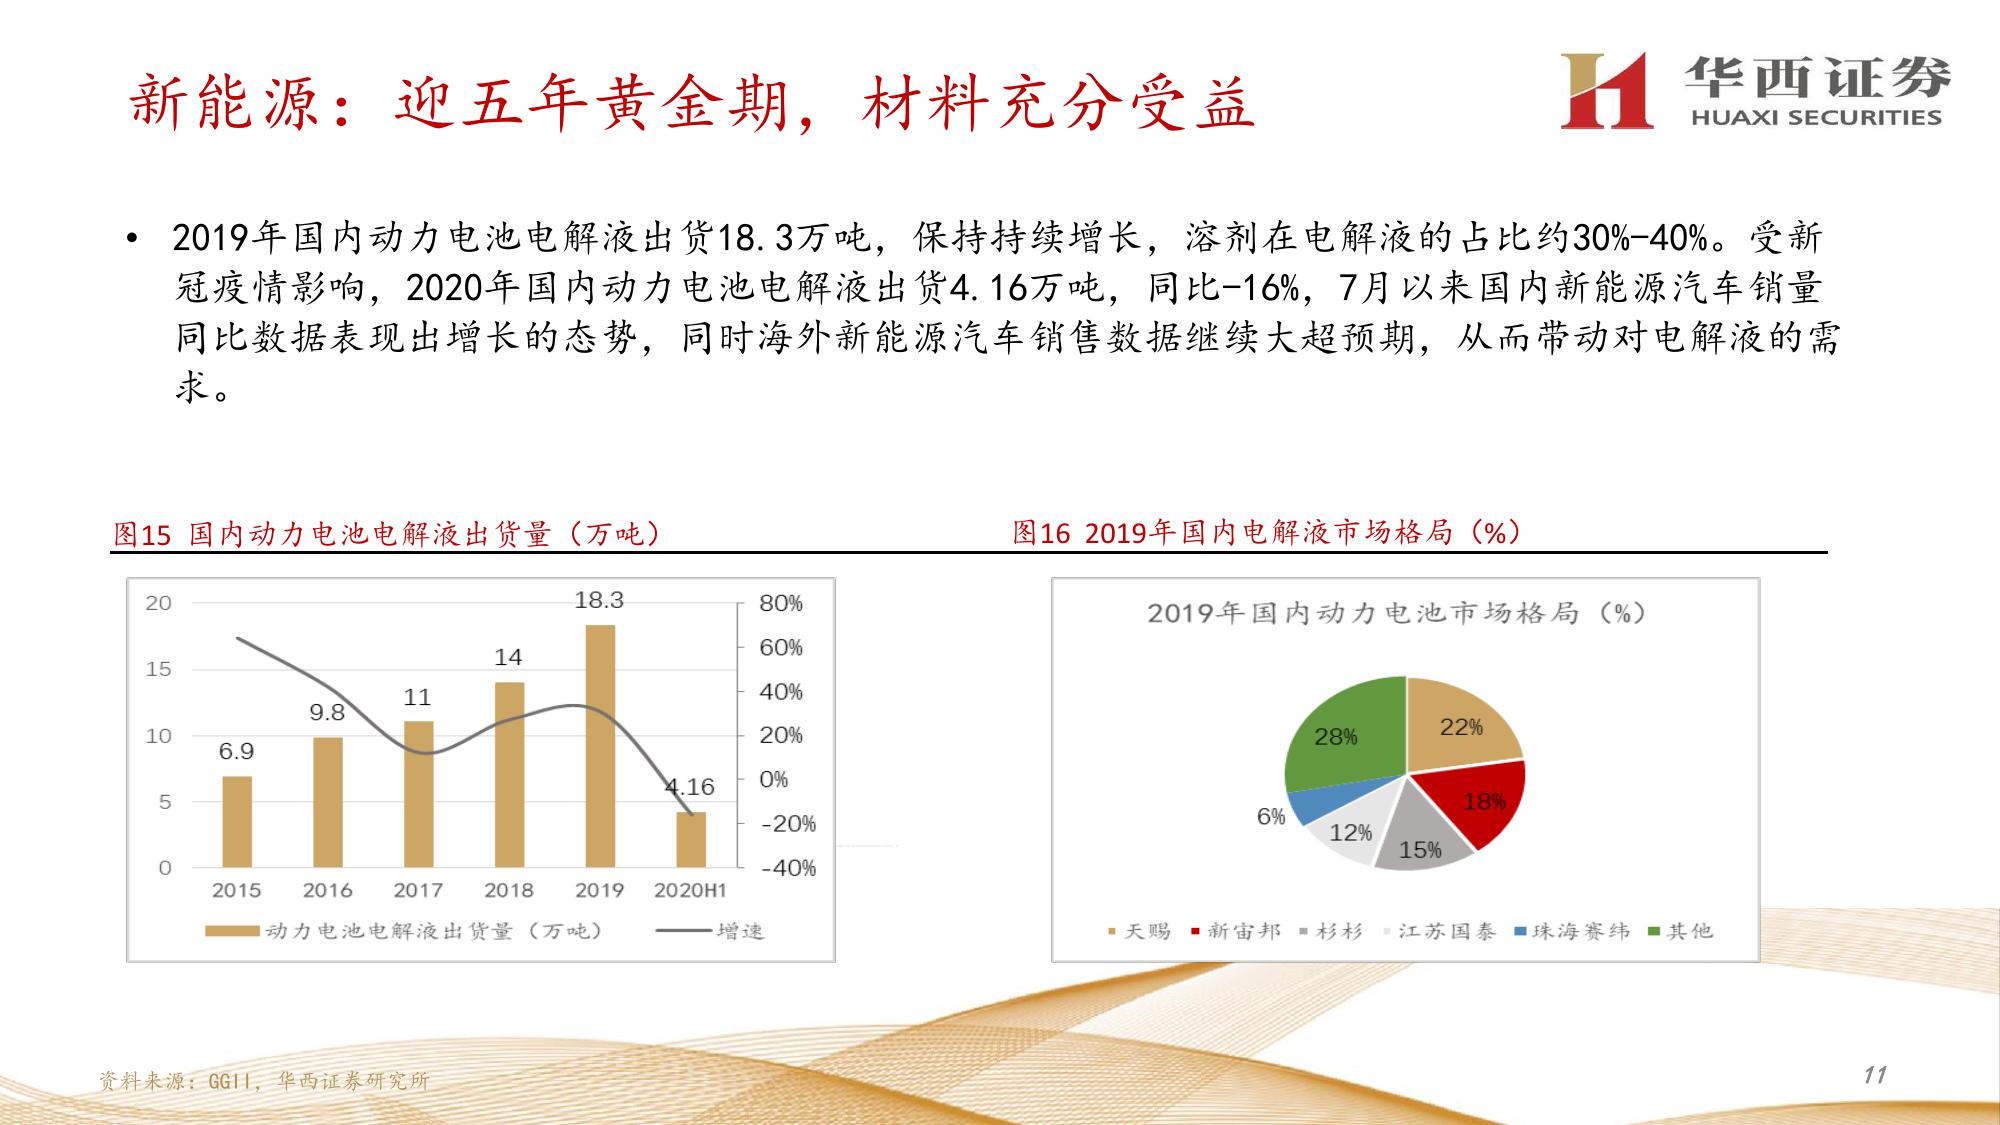 新能源：迎五年黄金期，材料充分受益
华西证券
HUAXI SECURITIES
• 2019年国内动力电池电解液出货18.3万吨，保持持续增长，溶剂在电解液的占比约30%-40%。受新
冠疫情影响，2020年国内动力电池电解液出货4.16万吨，同比-16%，7月以来国内新能源汽车销量
同比数据表现出增长的态势，同时海外新能源汽车销售数据继续大超预期，从而带动对电解液的需
求。
图15 国内动力电池电解液出货量（万吨）
20
15
10
5
0
80%
60%
40%
20%
0%
-20%
-40%
6.9
9.8
11
14
18.3
4.16
2015 2016 2017 2018 2019 2020H1
动力电池电解液出货量（万吨） 增速
图16 2019年国内电解液市场格局（%）
2019年国内动力电池市场格局（%）
22%
18%
15%
12%
6%
28%
天赐 新宙邦 杉杉 江苏国泰 珠海赛纬 其他
资料来源：GGII，华西证券研究所
11